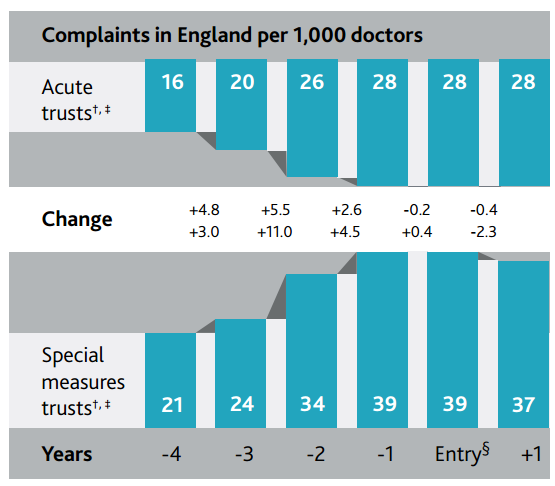 Complaints in England per 1,000 doctors
Acute
trusts†, ‡
16 20 26 28 28 28
Change
+4.8 +5.5 +2.6 -0.2 -0.4
+3.0 +11.0 +4.5 +0.4 -2.3
Special
measures
trusts†, ‡
21 24 34 39 39 37
Years -4 -3 -2 -1 Entry§ +1